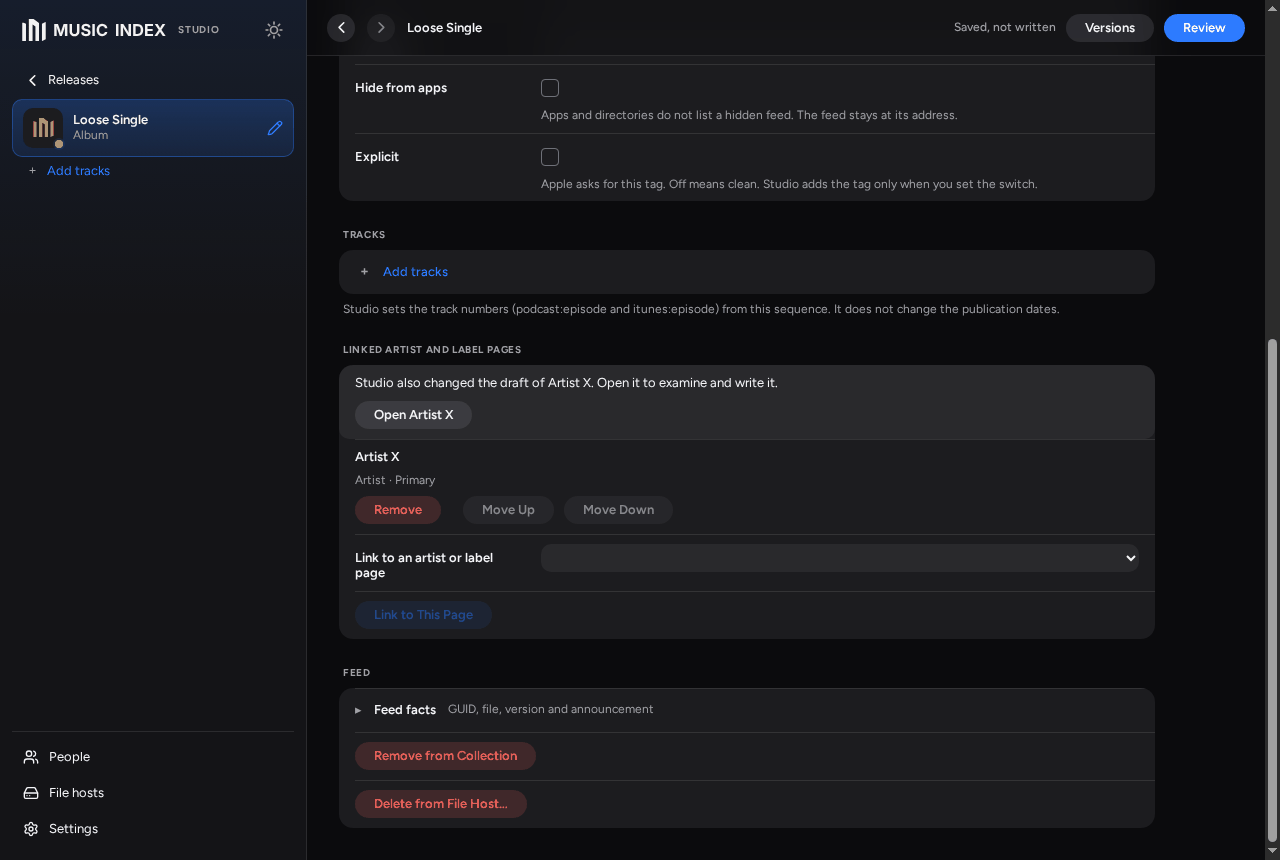 MUSIC INDEX STUDIO
Releases
Loose Single
Album
+ Add tracks
People
File hosts
Settings
Loose Single
Saved, not written
Versions
Review
Hide from apps
Apps and directories do not list a hidden feed. The feed stays at its address.
Explicit
Apple asks for this tag. Off means clean. Studio adds the tag only when you set the switch.
TRACKS
+ Add tracks
Studio sets the track numbers (podcast:episode and itunes:episode) from this sequence. It does not change the publication dates.
LINKED ARTIST AND LABEL PAGES
Studio also changed the draft of Artist X. Open it to examine and write it.
Open Artist X
Artist X
Artist · Primary
Remove
Move Up
Move Down
Link to an artist or label
page
Link to This Page
FEED
Feed facts GUID, file, version and announcement
Remove from Collection
Delete from File Host...